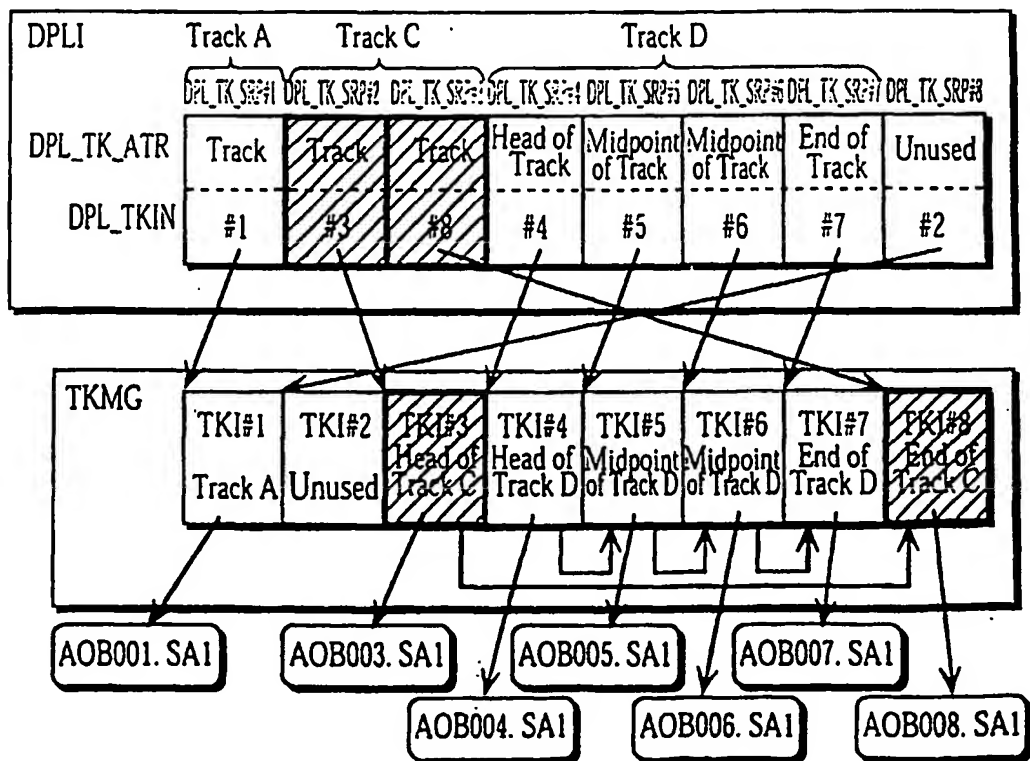 DPLI
Track A
Track C
Track D
DPL_TK_SRP#1 DPL_TK_SRP#2 DPL_TK_SRP#3 DPL_TK_SRP#4 DPL_TK_SRP#5 DPL_TK_SRP#6 DPL_TK_SRP#7 DPL_TK_SRP#8
DPL_TK_ATR
Track
Track
Track
Head of
Track
Midpoint
of Track
Midpoint
of Track
End of
Track
Unused
DPL_TKIN
#1
#3
#8
#4
#5
#6
#7
#2
TKMG
TKI#1
Track A
TKI#2
Unused
TKI#3
Head of
Track C
TKI#4
Head of
Track D
TKI#5
Midpoint
of Track D
TKI#6
Midpoint
of Track D
TKI#7
End of
Track D
TKI#8
End of
Track C
AOB001. SA1
AOB003. SA1
AOB005. SA1
AOB007. SA1
AOB004. SA1
AOB006. SA1
AOB008. SA1